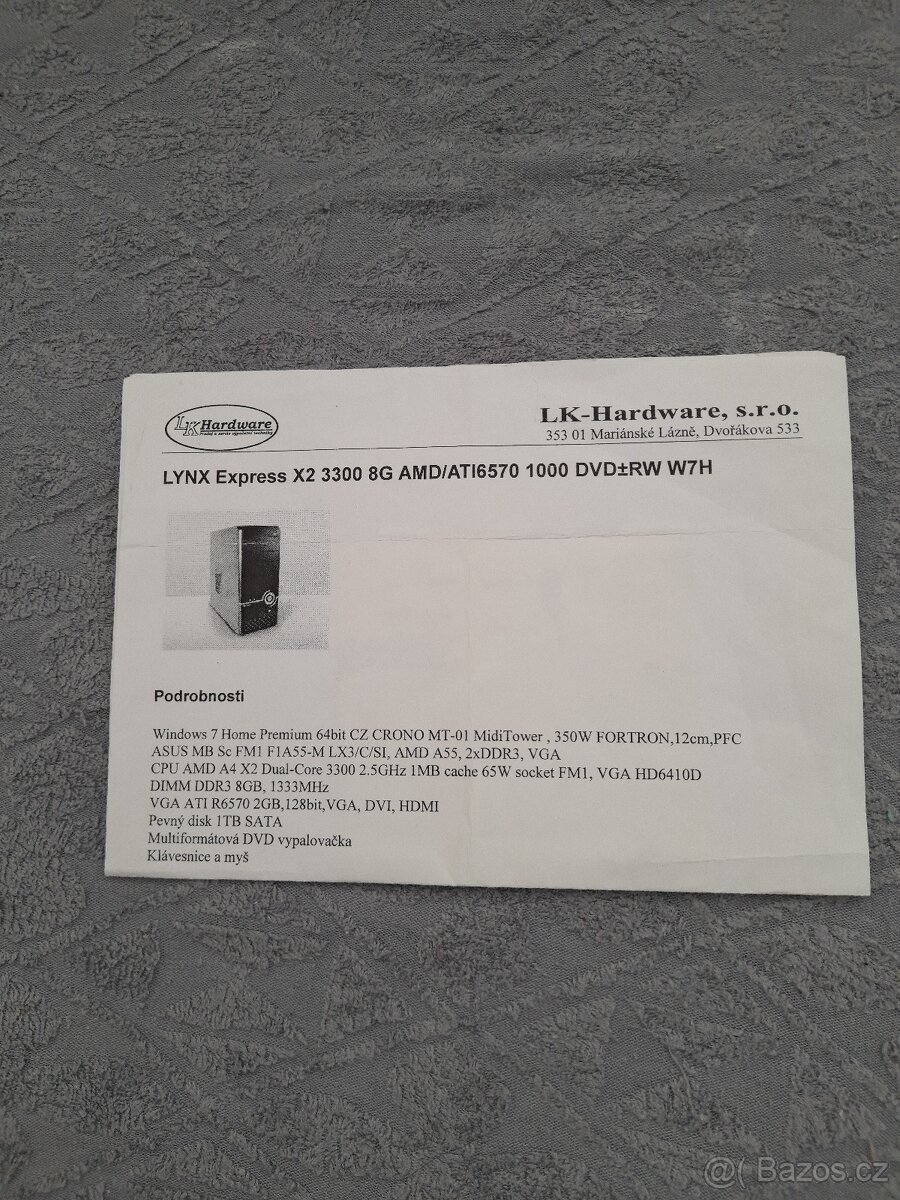 LK Hardware
Prodej a servis výpočetní techniky
LK-Hardware, s.r.o.
353 01 Mariánské Lázně, Dvořákova 533
LYNX Express X2 3300 8G AMD/ATI6570 1000 DVD±RW W7H
Podrobnosti
Windows 7 Home Premium 64bit CZ CRONO MT-01 MidiTower , 350W FORTRON,12cm,PFC
ASUS MB Sc FM1 F1A55-M LX3/C/SI, AMD A55, 2xDDR3, VGA
CPU AMD A4 X2 Dual-Core 3300 2.5GHz 1MB cache 65W socket FM1, VGA HD6410D
DIMM DDR3 8GB, 1333MHz
VGA ATI R6570 2GB,128bit,VGA, DVI, HDMI
Pevný disk 1TB SATA
Multiformátová DVD vypalovačka
Klávesnice a myš
@( Bazos.cz